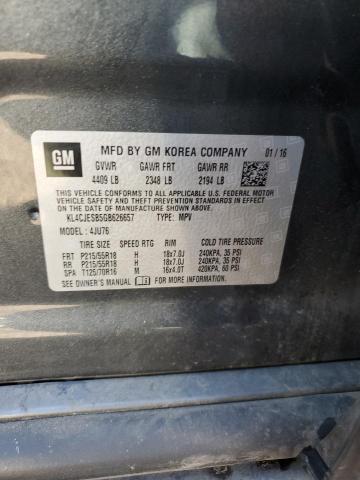 GM
MFD BY GM KOREA COMPANY 01/16
GVWR GAWR FRT GAWR RR
4409 LB 2348 LB 2194 LB
THIS VEHICLE CONFORMS TO ALL APPLICABLE U.S. FEDERAL MOTOR
VEHICLE SAFETY, BUMPER, AND THEFT PREVENTION STANDARDS IN
EFFECT ON THE DATE OF MANUFACTURE SHOWN ABOVE.
KL4CJESB5GB626657 TYPE: MPV
MODEL: 4JU76
TIRE SIZE SPEED RTG RIM COLD TIRE PRESSURE
FRT P215/55R18 H 18x7.0J 240KPA, 35 PSI
RR P215/55R18 H 18x7.0J 240KPA, 35 PSI
SPA T125/70R16 M 16x4.0T 420KPA, 60 PSI
SEE OWNER'S MANUAL FOR MORE INFORMATION.